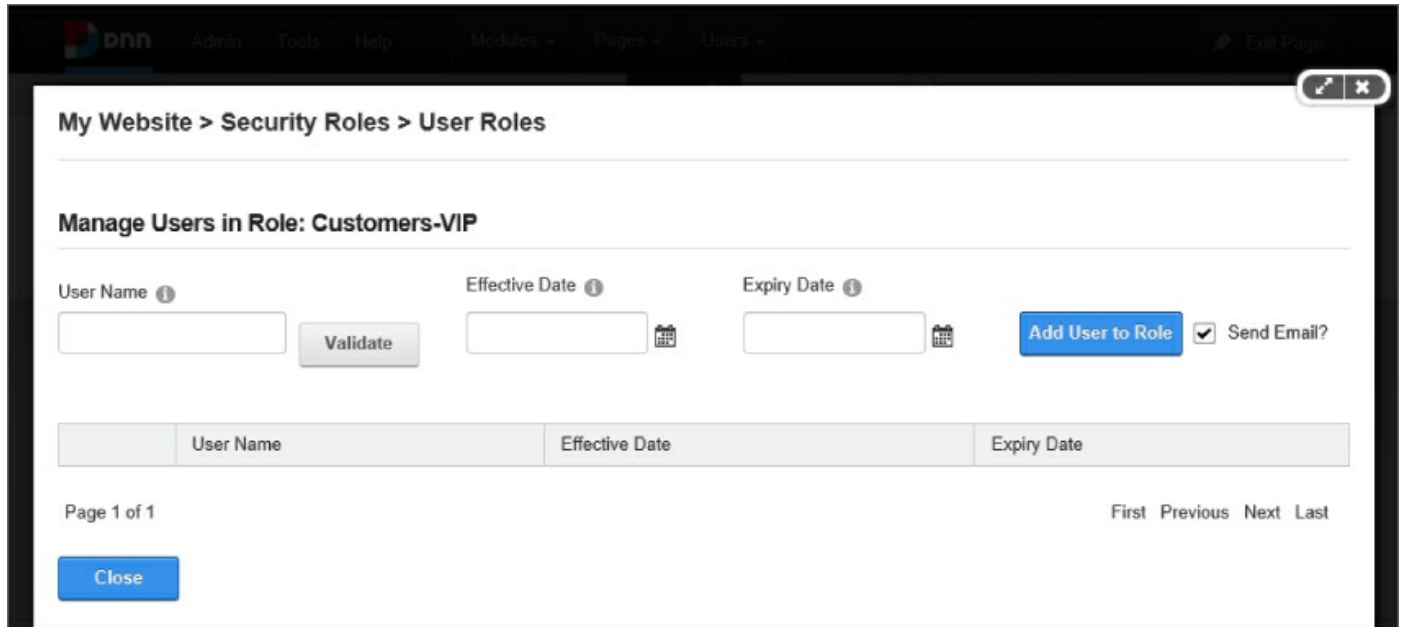 DNN Admin Tools Help Modules Pages Users Edit Page
My Website > Security Roles > User Roles
Manage Users in Role: Customers-VIP
User Name Effective Date Expiry Date
Validate Add User to Role Send Email?
User Name Effective Date Expiry Date
Page 1 of 1 First Previous Next Last
Close